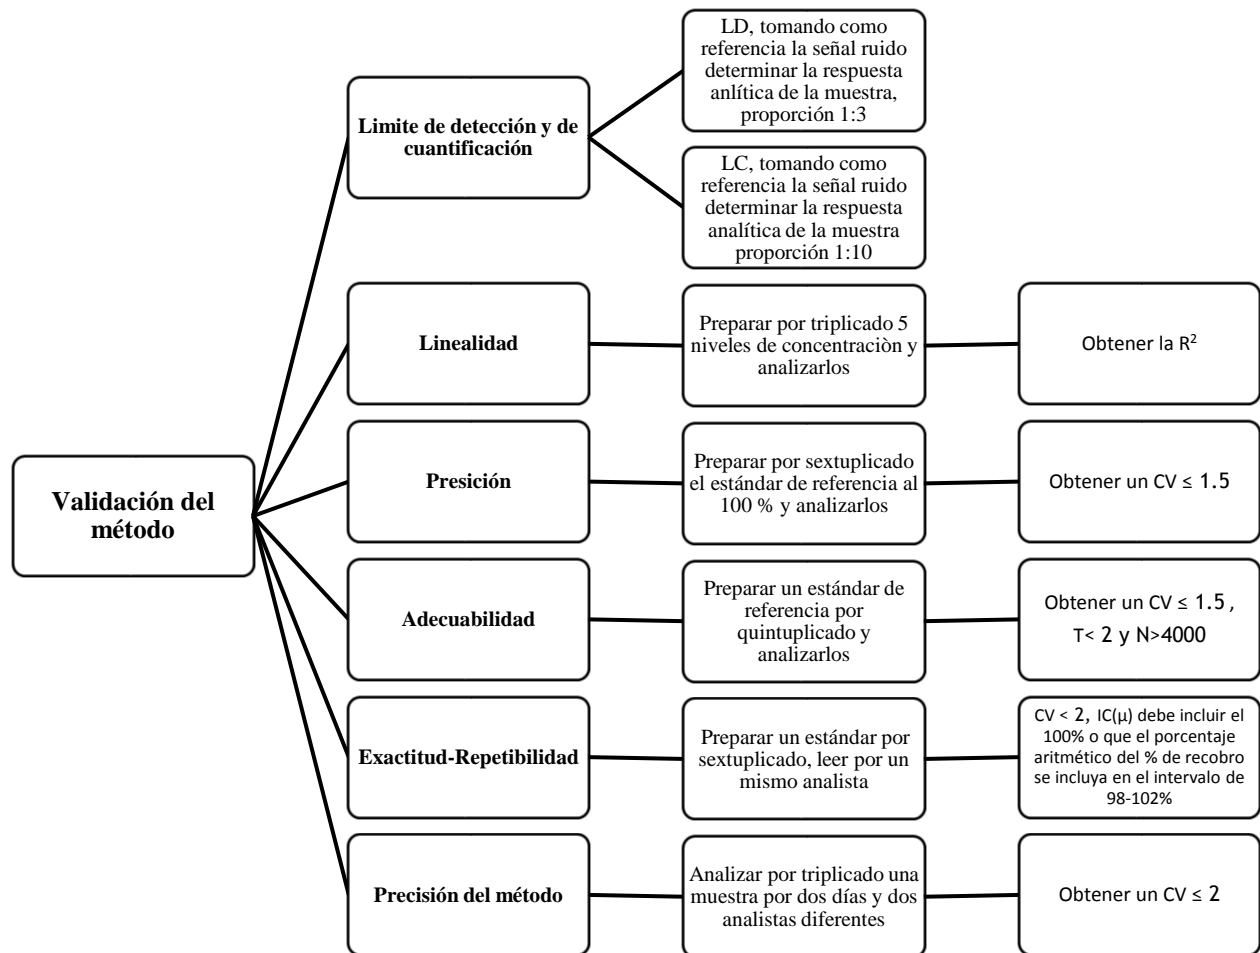 LD, tomando como
referencia la señal ruido
determinar la respuesta
anlítica de la muestra,
proporción 1:3
Limite de detección y de
cuantificación
LC, tomando como
referencia la señal ruido
determinar la respuesta
analítica de la muestra
proporción 1:10
Linealidad
Preparar por triplicado 5
niveles de concentraciòn y
analizarlos
Obtener la R²
Validación del
método
Presición
Preparar por sextuplicado
el estándar de referencia al
100 % y analizarlos
Obtener un CV ≤ 1.5
Adecuabilidad
Preparar un estándar de
referencia por
quintuplicado y
analizarlos
Obtener un CV ≤ 1.5 ,
T< 2 y N>4000
Exactitud-Repetibilidad
Preparar un estándar por
sextuplicado, leer por un
mismo analista
CV < 2, IC(μ) debe incluir el
100% o que el porcentaje
aritmético del % de recobro
se incluya en el intervalo de
98-102%
Precisión del método
Analizar por triplicado una
muestra por dos días y dos
analistas diferentes
Obtener un CV ≤ 2